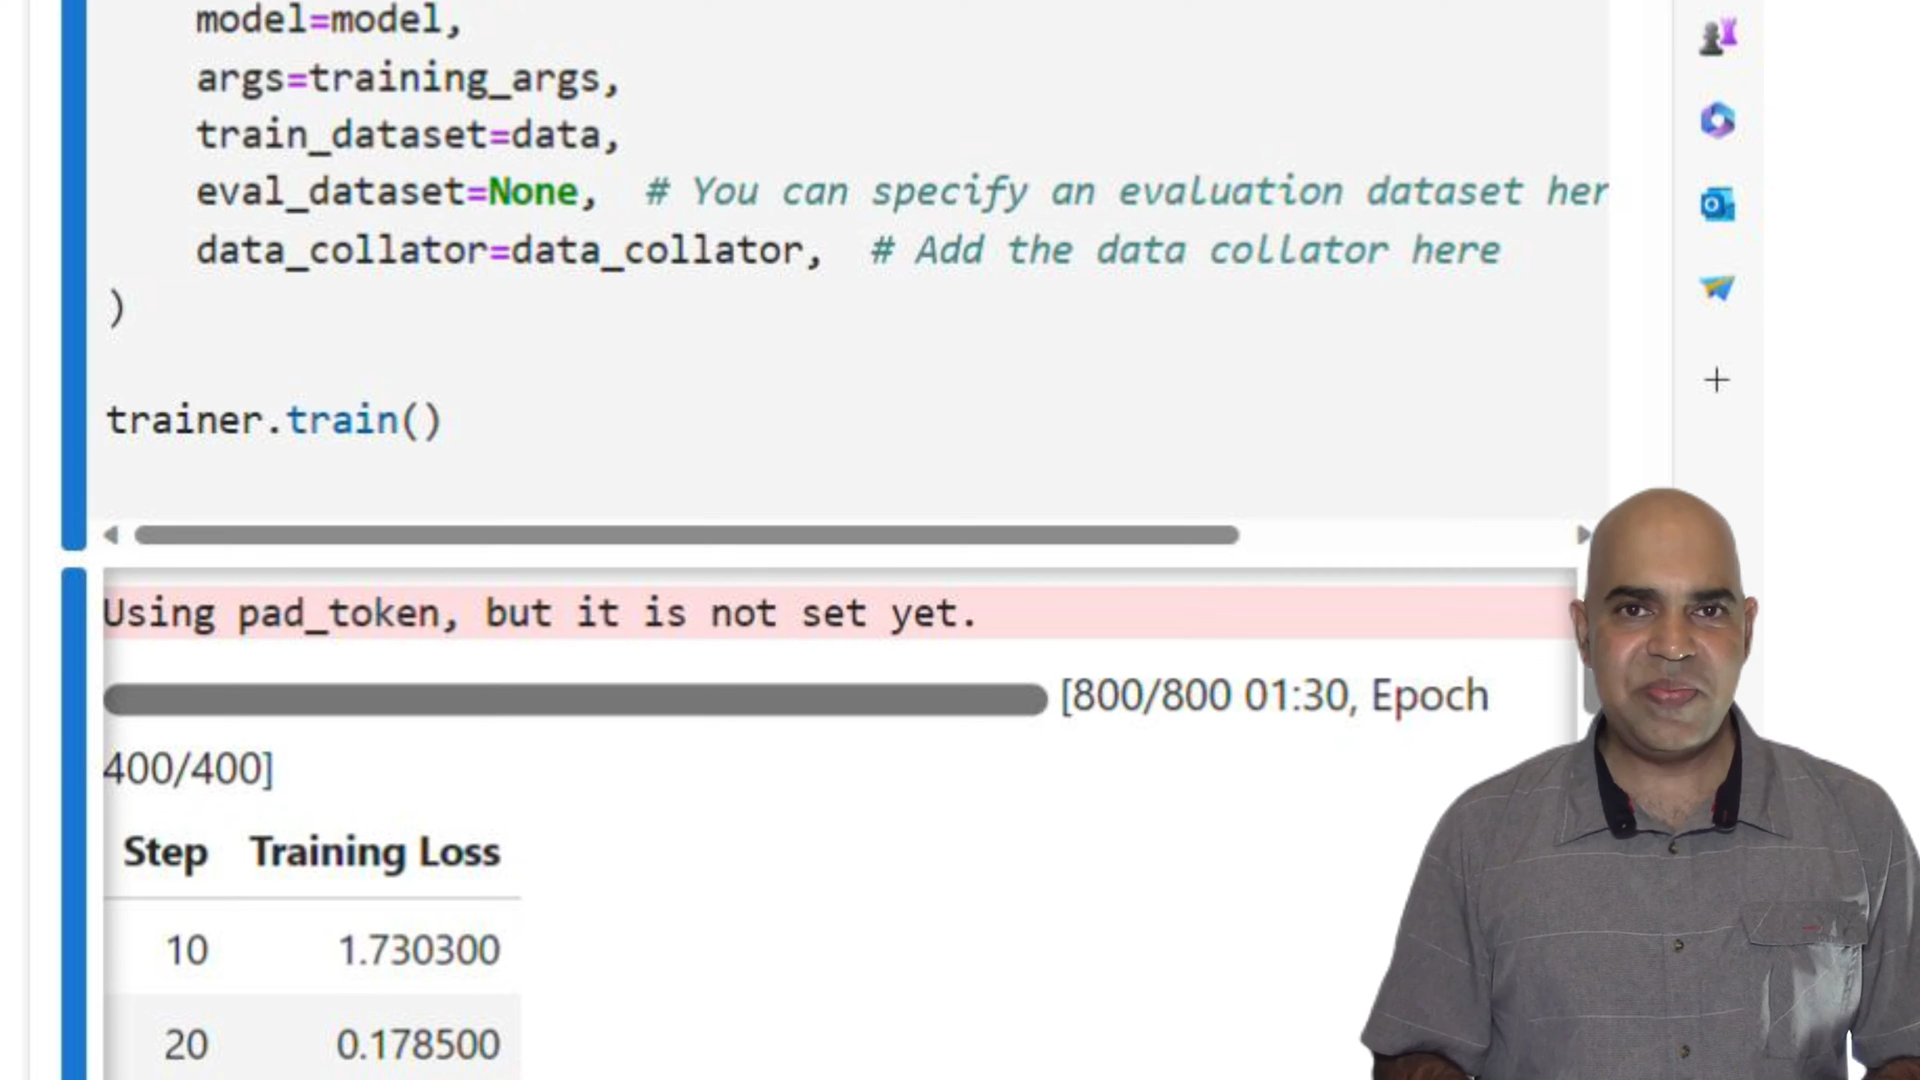 model=model,
args=training_args,
train_dataset=data,
eval_dataset=None,  # You can specify an evaluation dataset her
data_collator=data_collator,  # Add the data collator here
)
trainer.train()
Using pad_token, but it is not set yet.
[800/800 01:30, Epoch
400/400]
Step Training Loss
10 1.730300
20 0.178500